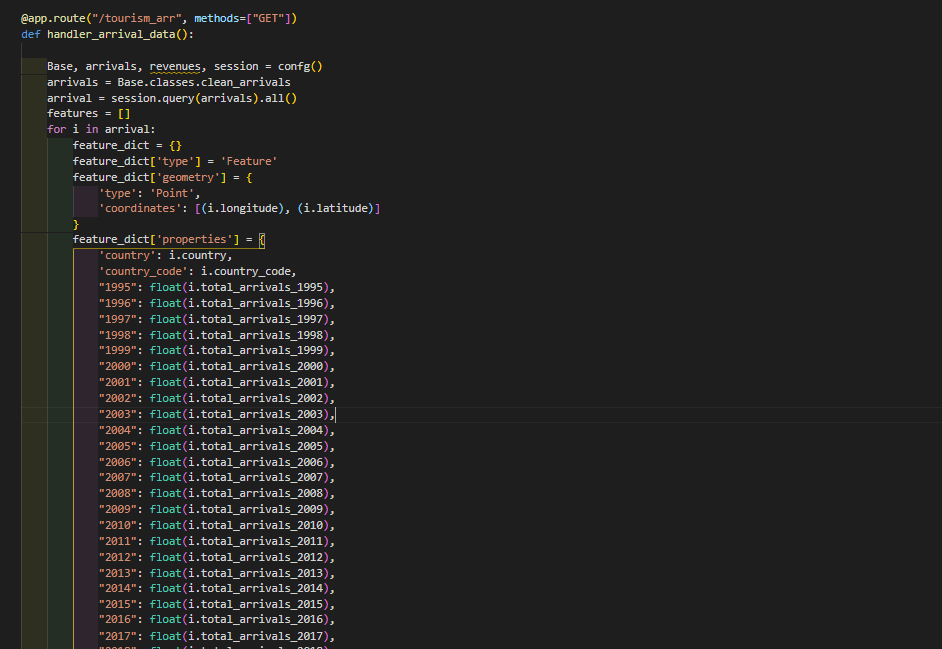 @app.route("/tourism_arr", methods=["GET"])
def handler_arrival_data():
Base, arrivals, revenues, session = confg()
arrivals = Base.classes.clean_arrivals
arrival = session.query(arrivals).all()
features = []
for i in arrival:
feature_dict = {}
feature_dict['type'] = 'Feature'
feature_dict['geometry'] = {
'type': 'Point',
'coordinates': [(i.longitude), (i.latitude)]
}
feature_dict['properties'] = {
'country': i.country,
'country_code': i.country_code,
"1995": float(i.total_arrivals_1995),
"1996": float(i.total_arrivals_1996),
"1997": float(i.total_arrivals_1997),
"1998": float(i.total_arrivals_1998),
"1999": float(i.total_arrivals_1999),
"2000": float(i.total_arrivals_2000),
"2001": float(i.total_arrivals_2001),
"2002": float(i.total_arrivals_2002),
"2003": float(i.total_arrivals_2003),
"2004": float(i.total_arrivals_2004),
"2005": float(i.total_arrivals_2005),
"2006": float(i.total_arrivals_2006),
"2007": float(i.total_arrivals_2007),
"2008": float(i.total_arrivals_2008),
"2009": float(i.total_arrivals_2009),
"2010": float(i.total_arrivals_2010),
"2011": float(i.total_arrivals_2011),
"2012": float(i.total_arrivals_2012),
"2013": float(i.total_arrivals_2013),
"2014": float(i.total_arrivals_2014),
"2015": float(i.total_arrivals_2015),
"2016": float(i.total_arrivals_2016),
"2017": float(i.total_arrivals_2017),